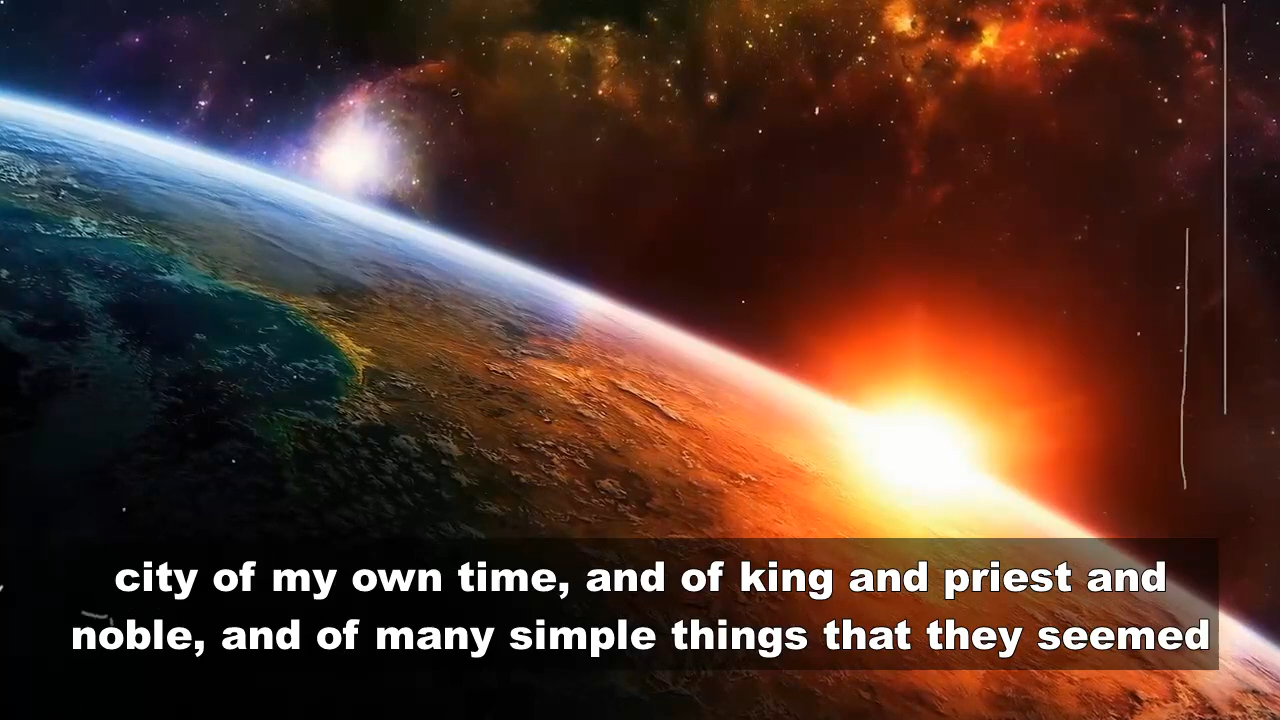 city of my own time, and of king and priest and
noble, and of many simple things that they seemed